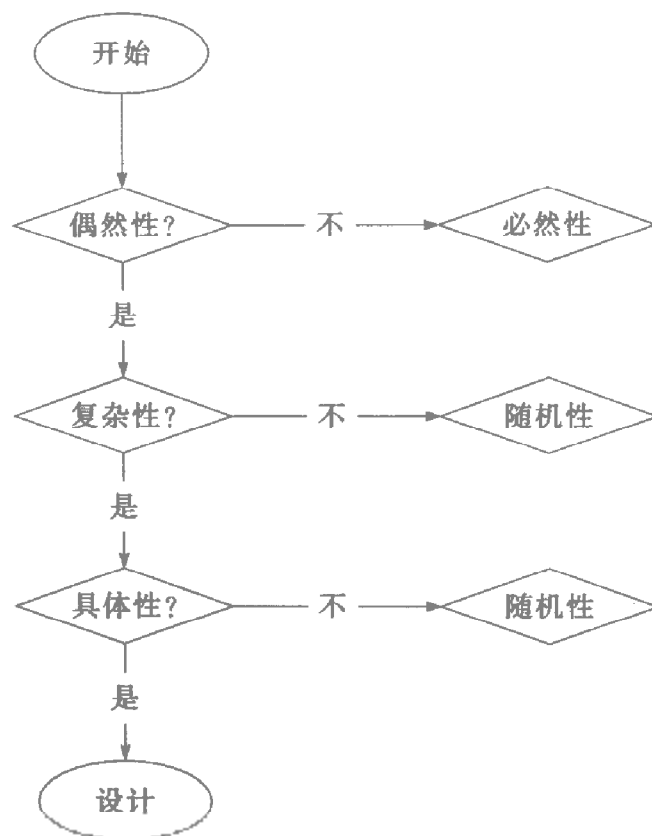 开始
偶然性?
不
必然性
是
复杂性?
不
随机性
是
具体性?
不
随机性
是
设计